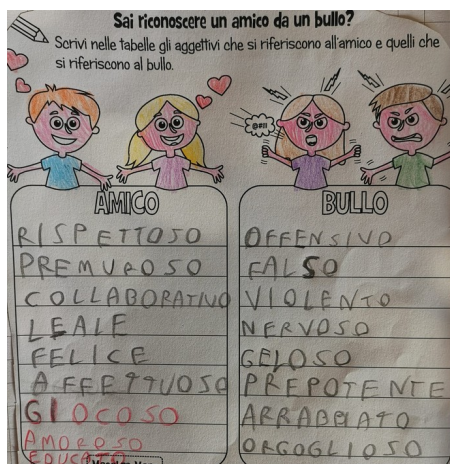 Sai riconoscere un amico da un bullo?
Scrivi nelle tabelle gli aggettivi che si riferiscono all'amico e quelli che
si riferiscono al bullo.
@#!!
AMICO
RISPETTOSO
PREMUROSO
COLLABORATIVO
LEALE
FELICE
AFFETTUOSO
GIOCOSO
AMOROSO
EDUCATO
BULLO
OFFENSIVO
FALSO
VIOLENTO
NERVOSO
GELOSO
PREPOTENTE
ARRABBIATO
ORGOGLIOSO